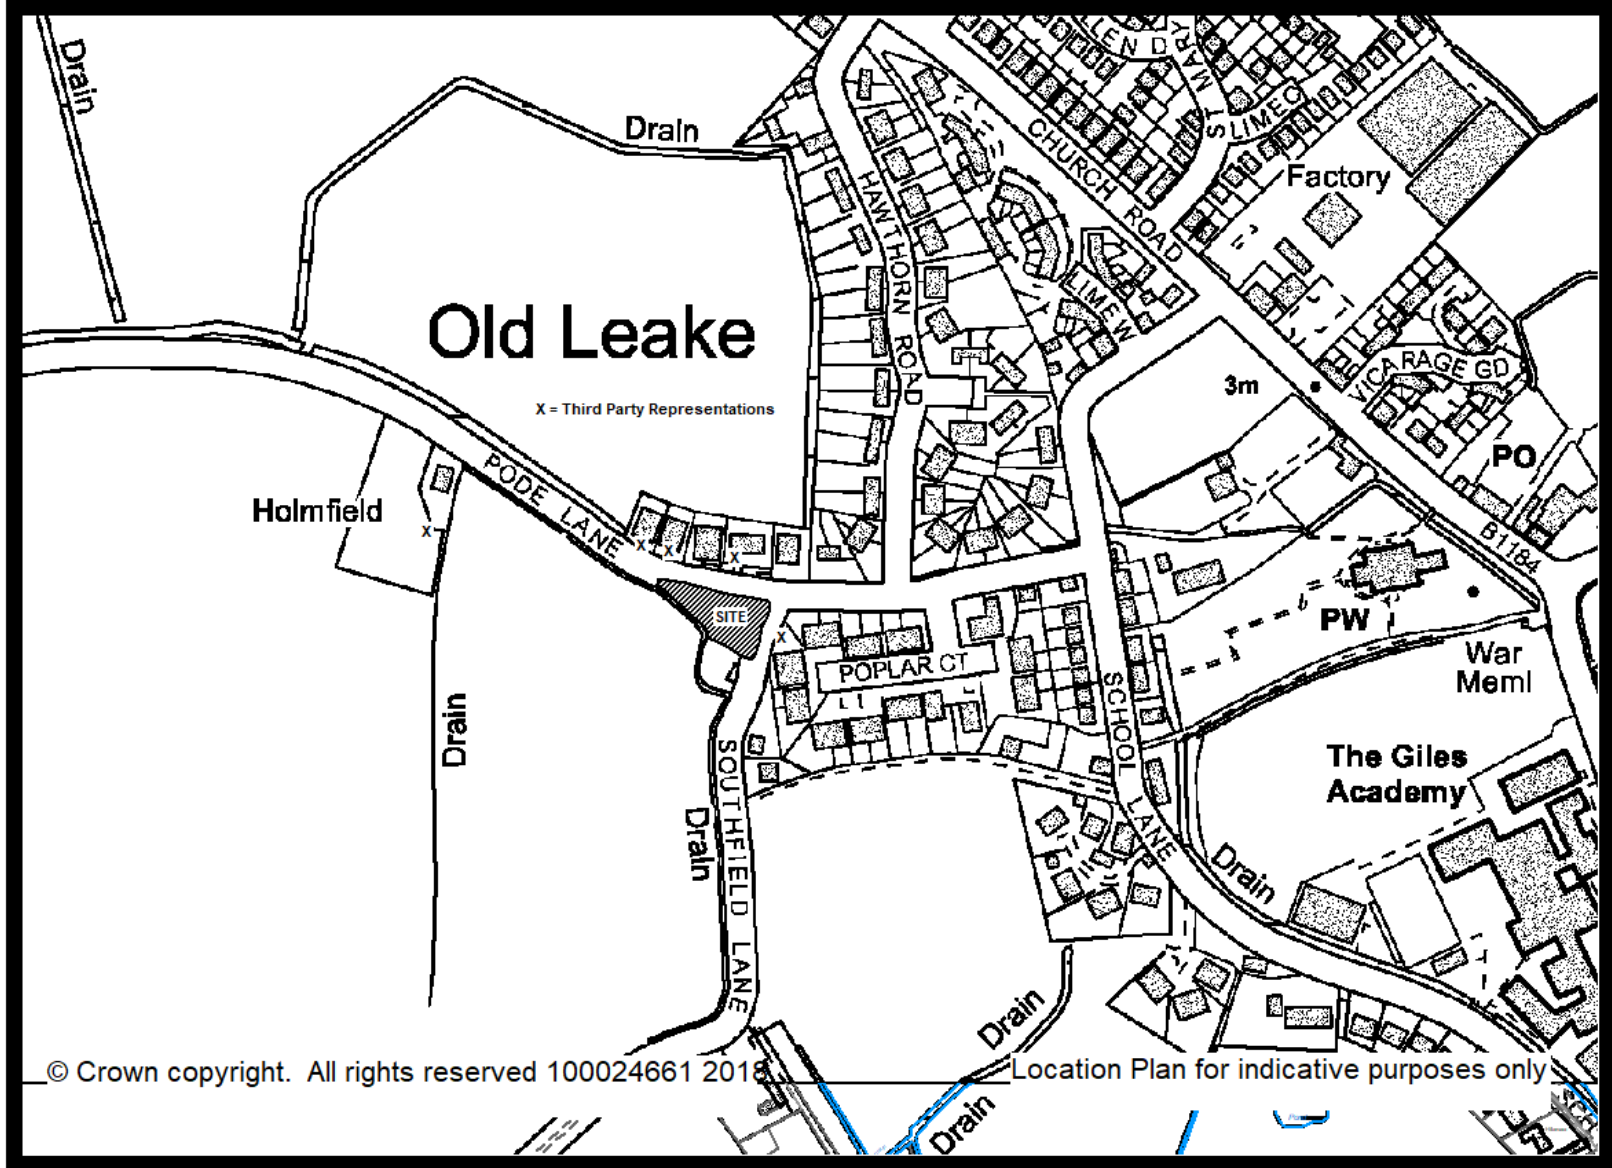 Drain
LLEN D
ST MARY
LIMEQ
Drain
CHURCH ROAD
Factory
HAWTHORN ROAD
LIMEW
Old Leake
3m
VICARAGE GD
X = Third Party Representations
PODE LANE
PO
Holmfield
X
X
X
X
B1184
SITE
X
PW
War
Meml
POPLAR CT
SCHOOL LANE
Drain
The Giles
Academy
SOUTHFIELD LANE
Drain
Drain
Drain
© Crown copyright. All rights reserved 100024661 2018
Location Plan for indicative purposes only
Drain